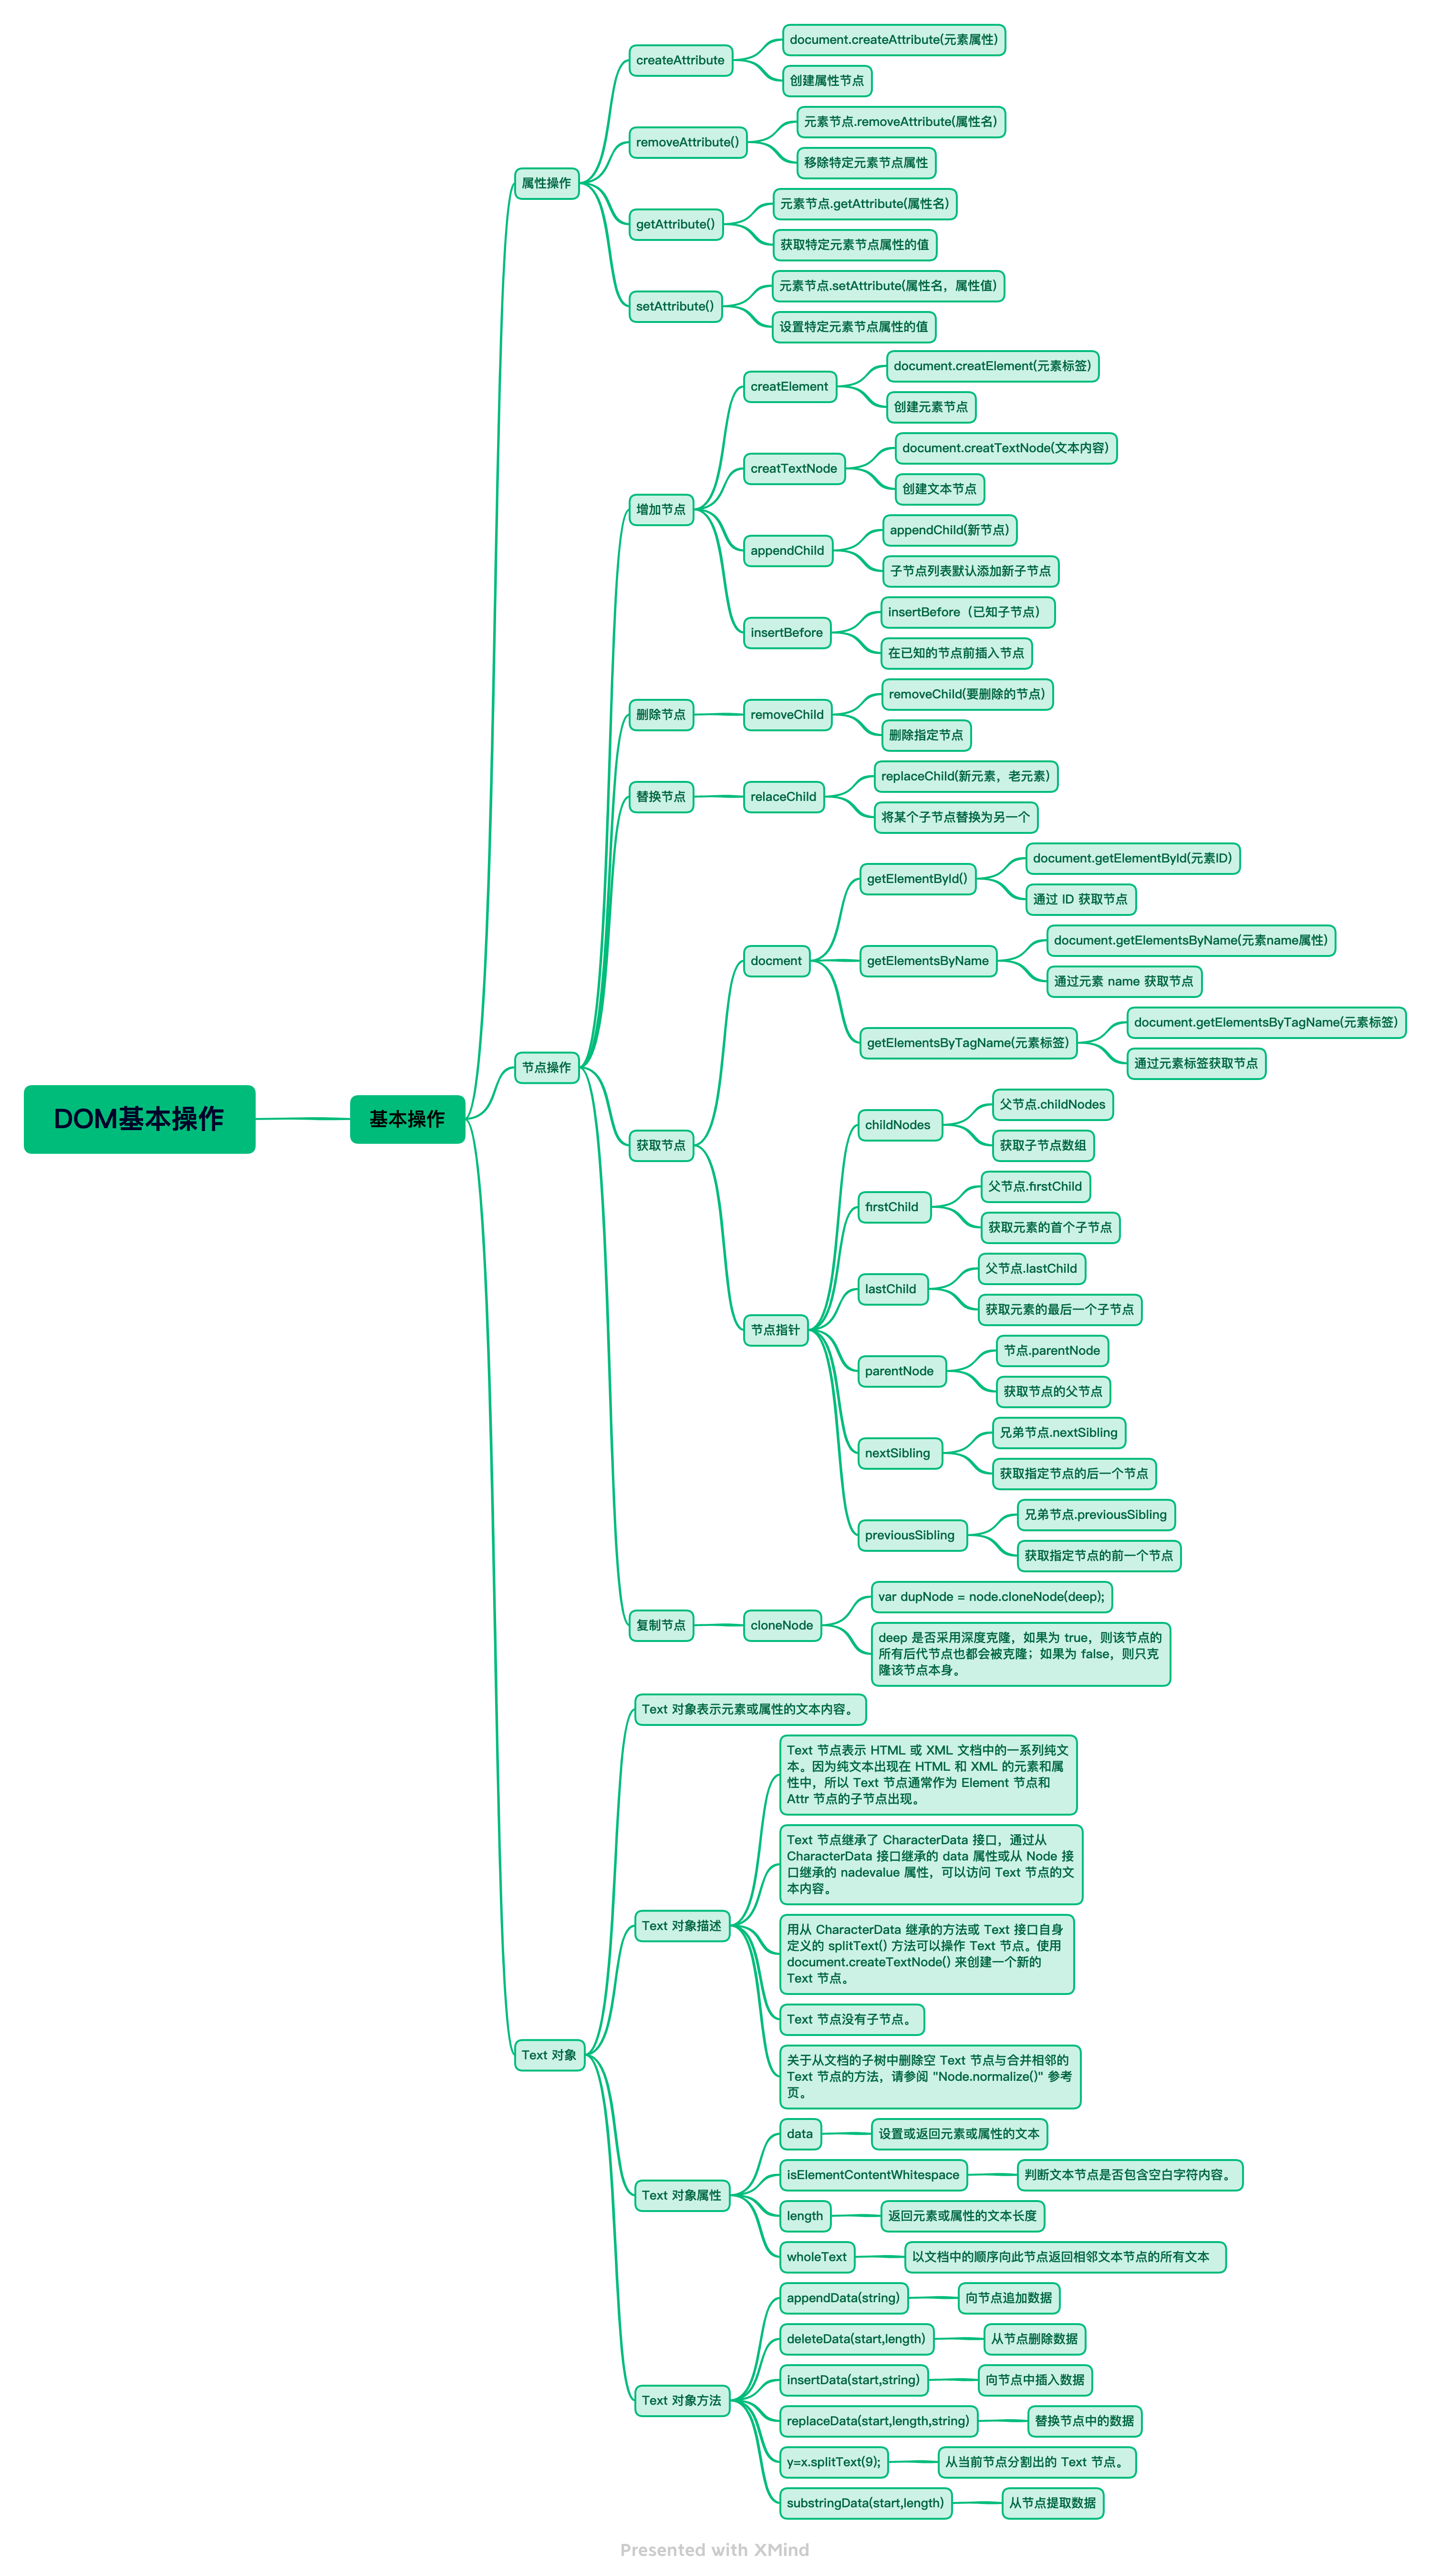 DOM基本操作
基本操作
属性操作
createAttribute
document.createAttribute(元素属性)
创建属性节点
removeAttribute()
元素节点.removeAttribute(属性名)
移除特定元素节点属性
getAttribute()
元素节点.getAttribute(属性名)
获取特定元素节点属性的值
setAttribute()
元素节点.setAttribute(属性名，属性值)
设置特定元素节点属性的值
节点操作
增加节点
creatElement
document.creatElement(元素标签)
创建元素节点
creatTextNode
document.creatTextNode(文本内容)
创建文本节点
appendChild
appendChild(新节点)
子节点列表默认添加新子节点
insertBefore
insertBefore（已知子节点）
在已知的节点前插入节点
删除节点
removeChild
removeChild(要删除的节点)
删除指定节点
替换节点
relaceChild
replaceChild(新元素，老元素)
将某个子节点替换为另一个
获取节点
docment
getElementById()
document.getElementById(元素ID)
通过 ID 获取节点
getElementsByName
document.getElementsByName(元素name属性)
通过元素 name 获取节点
getElementsByTagName(元素标签)
document.getElementsByTagName(元素标签)
通过元素标签获取节点
节点指针
childNodes
父节点.childNodes
获取子节点数组
firstChild
父节点.firstChild
获取元素的首个子节点
lastChild
父节点.lastChild
获取元素的最后一个子节点
parentNode
节点.parentNode
获取节点的父节点
nextSibling
兄弟节点.nextSibling
获取指定节点的后一个节点
previousSibling
兄弟节点.previousSibling
获取指定节点的前一个节点
复制节点
cloneNode
var dupNode = node.cloneNode(deep);
deep 是否采用深度克隆，如果为 true，则该节点的
所有后代节点也都会被克隆；如果为 false，则只克
隆该节点本身。
Text 对象
Text 对象表示元素或属性的文本内容。
Text 对象描述
Text 节点表示 HTML 或 XML 文档中的一系列纯文
本。因为纯文本出现在 HTML 和 XML 的元素和属
性中，所以 Text 节点通常作为 Element 节点和
Attr 节点的子节点出现。
Text 节点继承了 CharacterData 接口，通过从
CharacterData 接口继承的 data 属性或从 Node 接
口继承的 nadevalue 属性，可以访问 Text 节点的文
本内容。
用从 CharacterData 继承的方法或 Text 接口自身
定义的 splitText() 方法可以操作 Text 节点。使用
document.createTextNode() 来创建一个新的
Text 节点。
Text 节点没有子节点。
关于从文档的子树中删除空 Text 节点与合并相邻的
Text 节点的方法，请参阅 "Node.normalize()" 参考
页。
Text 对象属性
data
设置或返回元素或属性的文本
isElementContentWhitespace
判断文本节点是否包含空白字符内容。
length
返回元素或属性的文本长度
wholeText
以文档中的顺序向此节点返回相邻文本节点的所有文本
Text 对象方法
appendData(string)
向节点追加数据
deleteData(start,length)
从节点删除数据
insertData(start,string)
向节点中插入数据
replaceData(start,length,string)
替换节点中的数据
y=x.splitText(9);
从当前节点分割出的 Text 节点。
substringData(start,length)
从节点提取数据
Presented with XMind